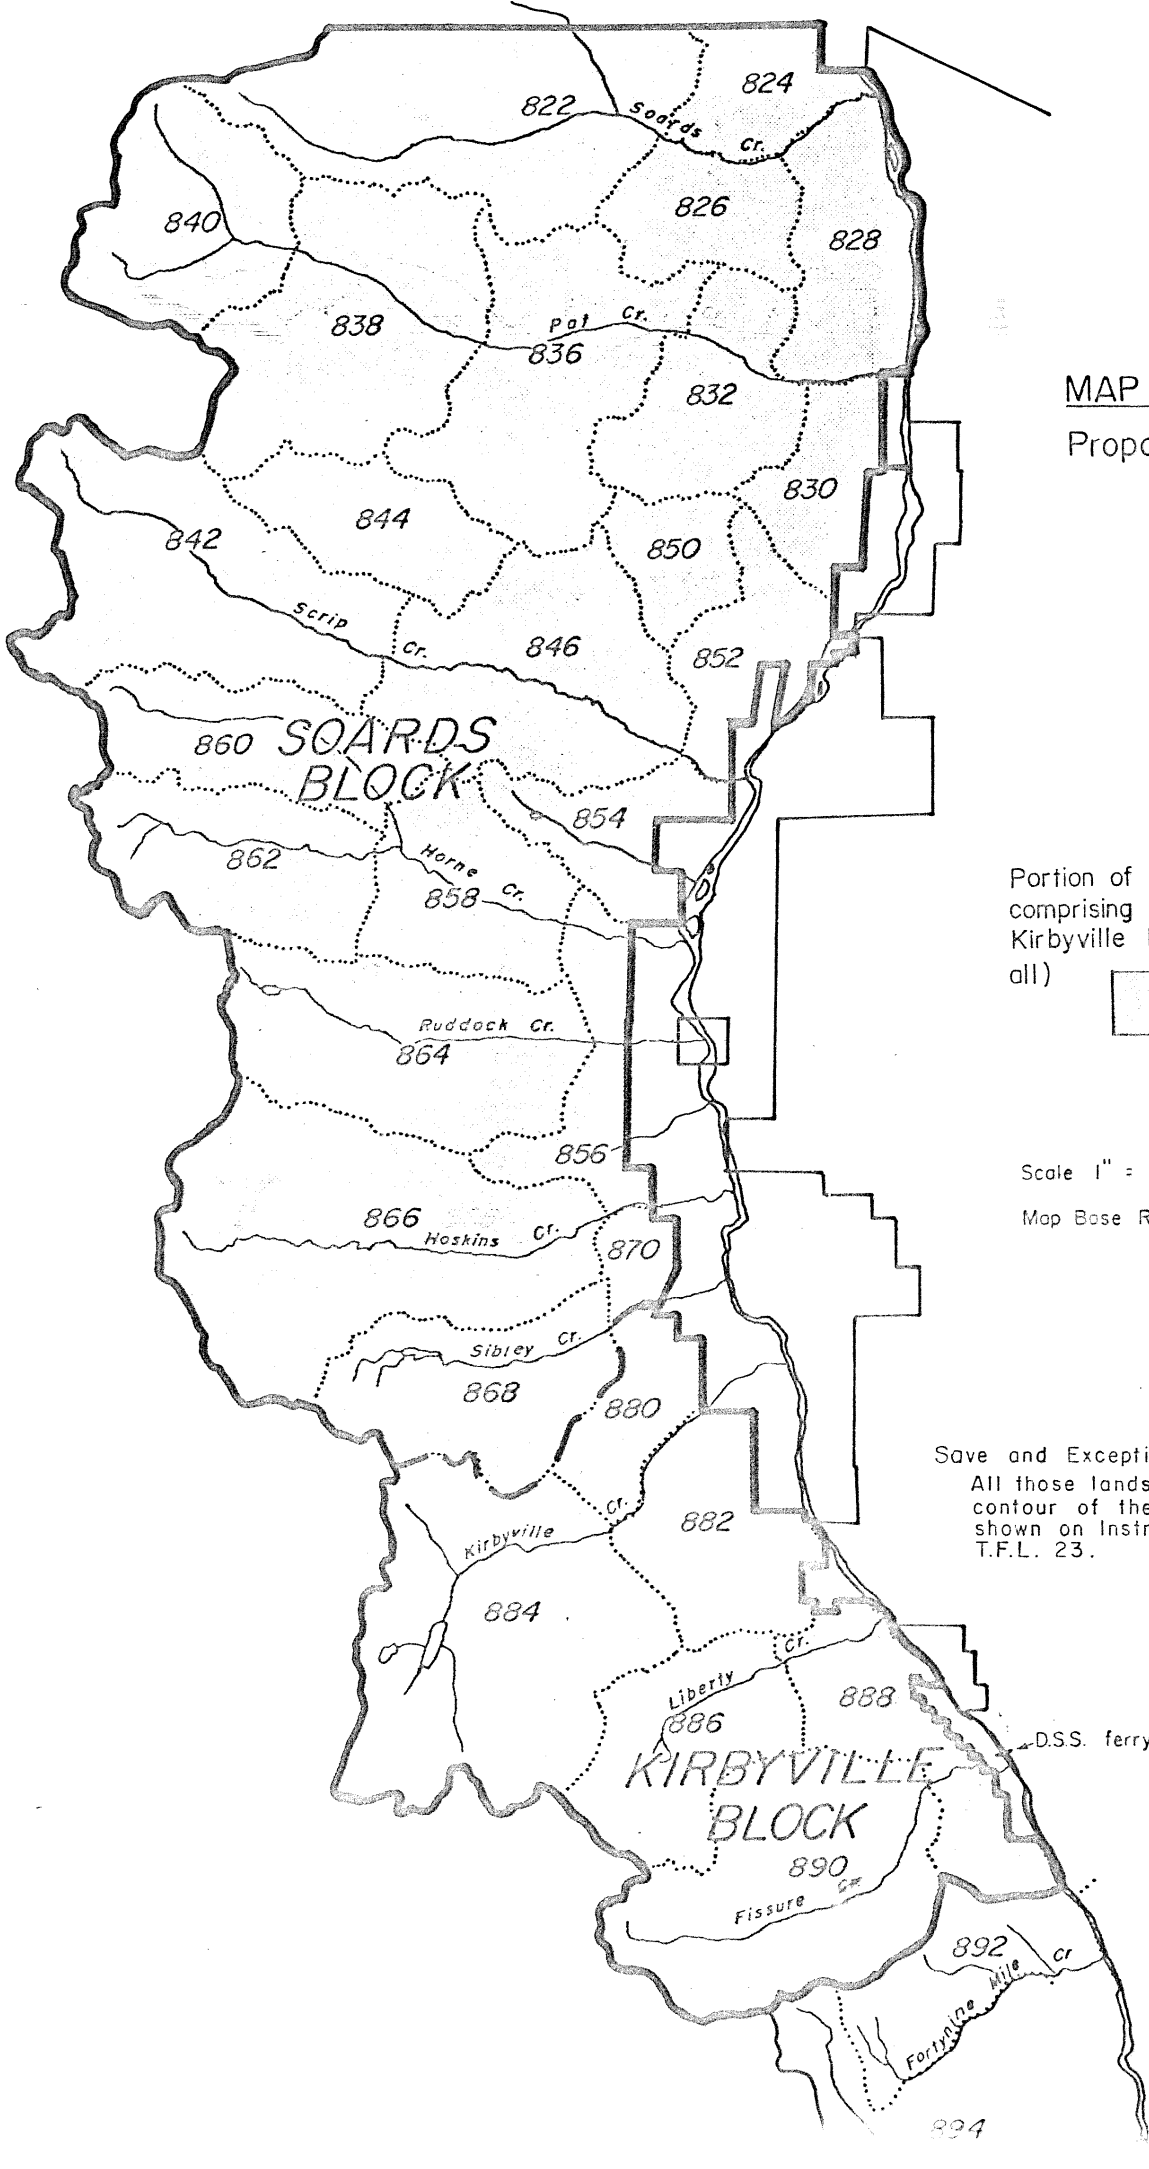 824
822
Soards Cr.
826
840
828
838
Pat Cr.
836
832
MAP
Propo
830
844
842
850
Scrip Cr.
846
852
860
SOARDS
BLOCK
854
862
Horne Cr.
858
Portion of
comprising
Kirbyville
all)
Ruddock Cr.
864
856
Scale 1" =
Map Base R
866
Hoskins Cr.
870
Sibley Cr.
868
880
Save and Excepti
All those lands
contour of the
shown on Instr
T.F.L. 23.
Kirbyville Cr.
882
884
Liberty Cr.
888
886
D.S.S. ferry
KIRBYVILLE
BLOCK
890
Fissure Cr.
892
Fortynine Mile Cr
894